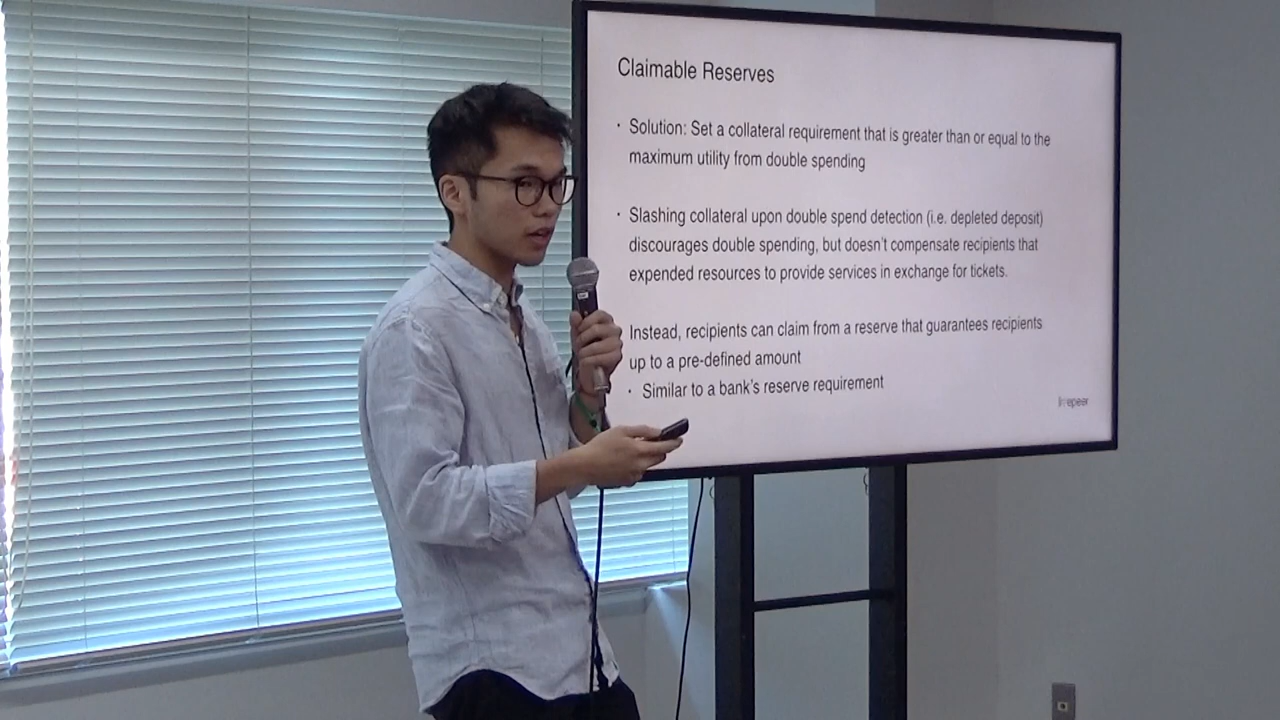 Claimable Reserves
· Solution: Set a collateral requirement that is greater than or equal to the
maximum utility from double spending
· Slashing collateral upon double spend detection (i.e. depleted deposit)
discourages double spending, but doesn't compensate recipients that
expended resources to provide services in exchange for tickets.
Instead, recipients can claim from a reserve that guarantees recipients
up to a pre-defined amount
· Similar to a bank's reserve requirement
livepeer